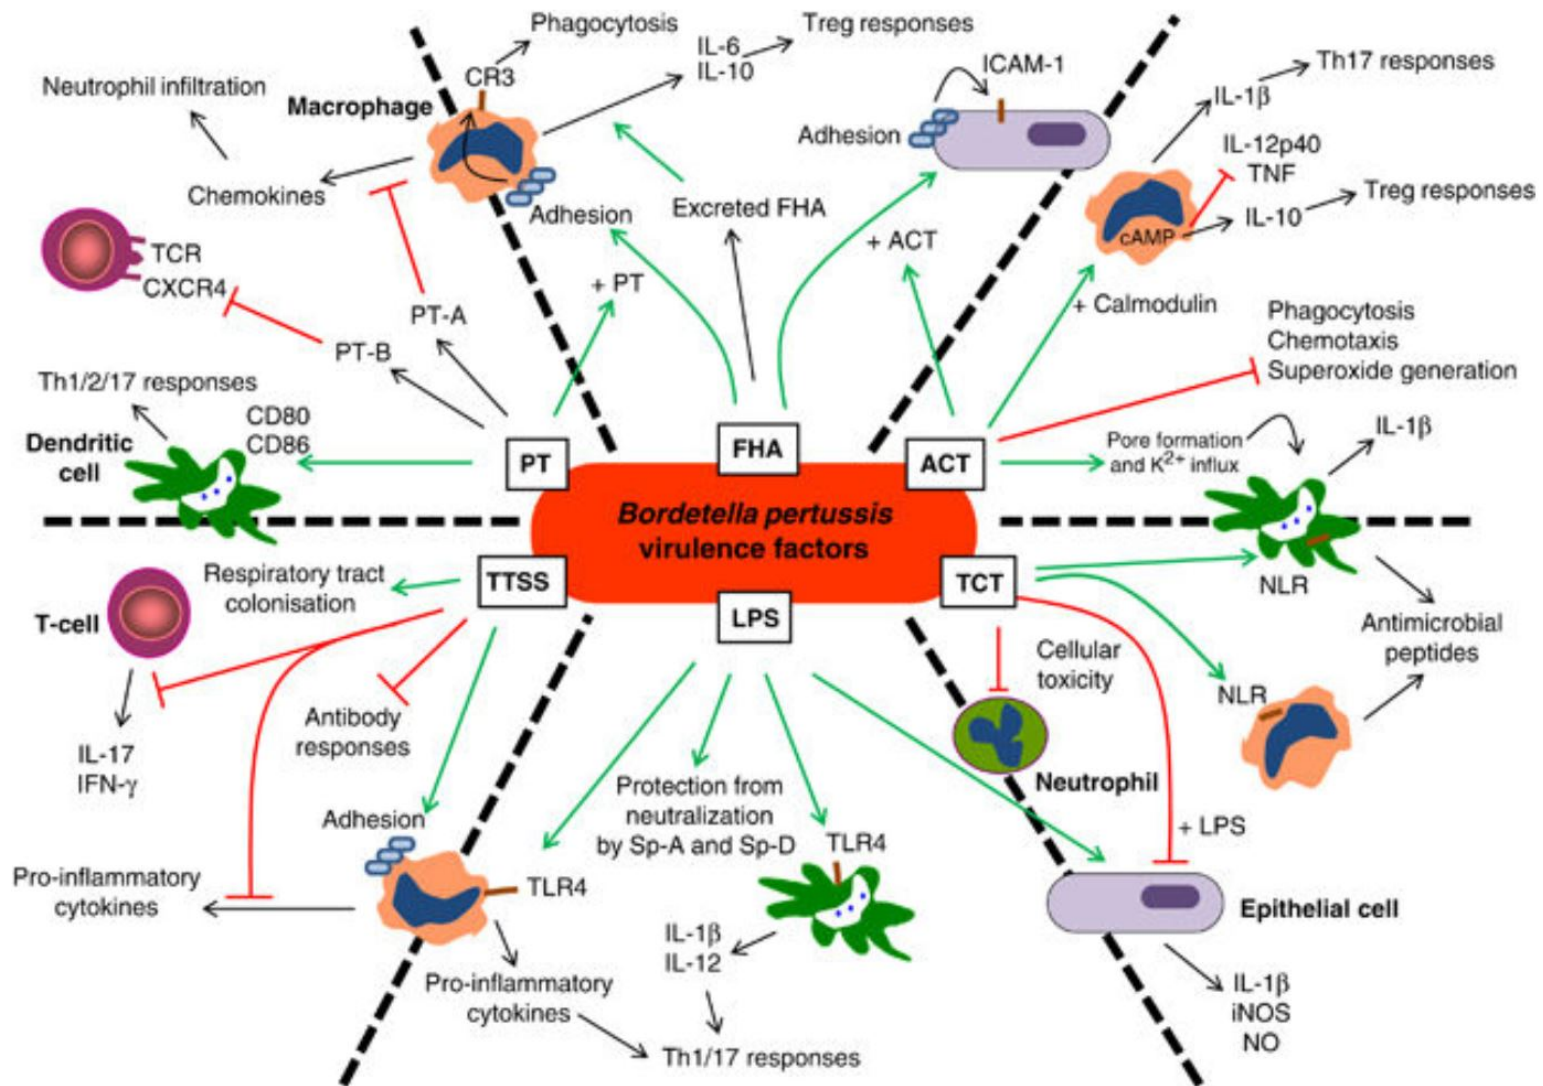 Phagocytosis
CR3
IL-6
IL-10
Treg responses
Neutrophil infiltration
Macrophage
Chemokines
Adhesion
TCR
CXCR4
PT-A
PT-B
+ PT
Th1/2/17 responses
CD80
CD86
Dendritic
cell
PT
Excreted FHA
FHA
ICAM-1
Adhesion
+ ACT
ACT
Th17 responses
IL-1β
IL-12p40
TNF
IL-10
Treg responses
cAMP
+ Calmodulin
Phagocytosis
Chemotaxis
Superoxide generation
Pore formation
and K²⁺ influx
IL-1β
Bordetella pertussis
virulence factors
TTSS
Respiratory tract
colonisation
T-cell
IL-17
IFN-γ
Antibody
responses
Adhesion
Pro-inflammatory
cytokines
LPS
TLR4
Pro-inflammatory
cytokines
Protection from
neutralization
by Sp-A and Sp-D
TLR4
IL-1β
IL-12
Th1/17 responses
TCT
NLR
Antimicrobial
peptides
NLR
Cellular
toxicity
Neutrophil
+ LPS
Epithelial cell
IL-1β
iNOS
NO